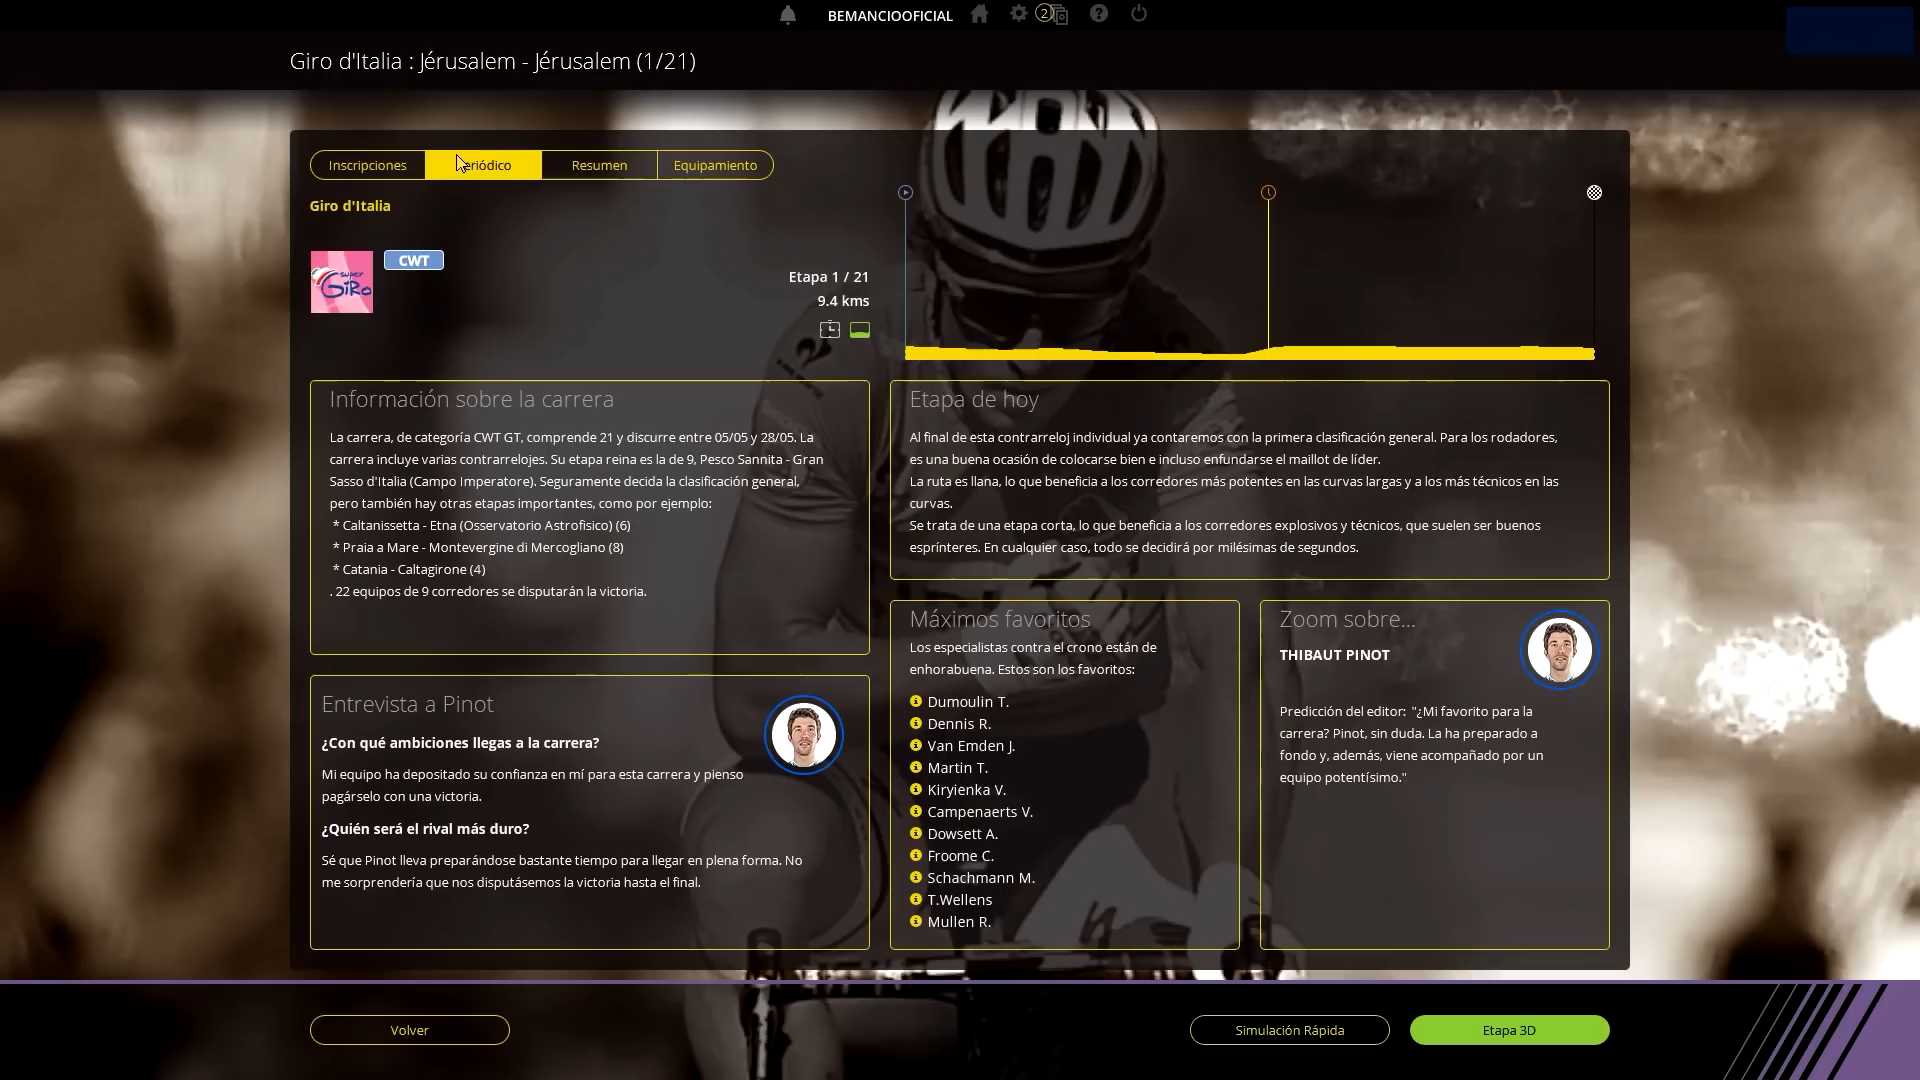 BEMANCIOOFICIAL
2
Giro d'Italia : Jérusalem - Jérusalem (1/21)
Inscripciones
eriódico
Resumen
Equipamiento
Giro d'Italia
super
GiRo
CWT
Etapa 1 / 21
9.4 kms
Información sobre la carrera
La carrera, de categoría CWT GT, comprende 21 y discurre entre 05/05 y 28/05. La
carrera incluye varias contrarrelojes. Su etapa reina es la de 9, Pesco Sannita - Gran
Sasso d'Italia (Campo Imperatore). Seguramente decida la clasificación general,
pero también hay otras etapas importantes, como por ejemplo:
* Caltanissetta - Etna (Osservatorio Astrofisico) (6)
* Praia a Mare - Montevergine di Mercogliano (8)
* Catania - Caltagirone (4)
. 22 equipos de 9 corredores se disputarán la victoria.
Etapa de hoy
Al final de esta contrarreloj individual ya contaremos con la primera clasificación general. Para los rodadores,
es una buena ocasión de colocarse bien e incluso enfundarse el maillot de líder.
La ruta es llana, lo que beneficia a los corredores más potentes en las curvas largas y a los más técnicos en las
curvas.
Se trata de una etapa corta, lo que beneficia a los corredores explosivos y técnicos, que suelen ser buenos
esprínteres. En cualquier caso, todo se decidirá por milésimas de segundos.
Entrevista a Pinot
¿Con qué ambiciones llegas a la carrera?
Mi equipo ha depositado su confianza en mí para esta carrera y pienso
pagárselo con una victoria.
¿Quién será el rival más duro?
Sé que Pinot lleva preparándose bastante tiempo para llegar en plena forma. No
me sorprendería que nos disputásemos la victoria hasta el final.
Máximos favoritos
Los especialistas contra el crono están de
enhorabuena. Estos son los favoritos:
Dumoulin T.
Dennis R.
Van Emden J.
Martin T.
Kiryienka V.
Campenaerts V.
Dowsett A.
Froome C.
Schachmann M.
T.Wellens
Mullen R.
Zoom sobre...
THIBAUT PINOT
Predicción del editor: "¿Mi favorito para la
carrera? Pinot, sin duda. La ha preparado a
fondo y, además, viene acompañado por un
equipo potentísimo."
Volver
Simulación Rápida
Etapa 3D